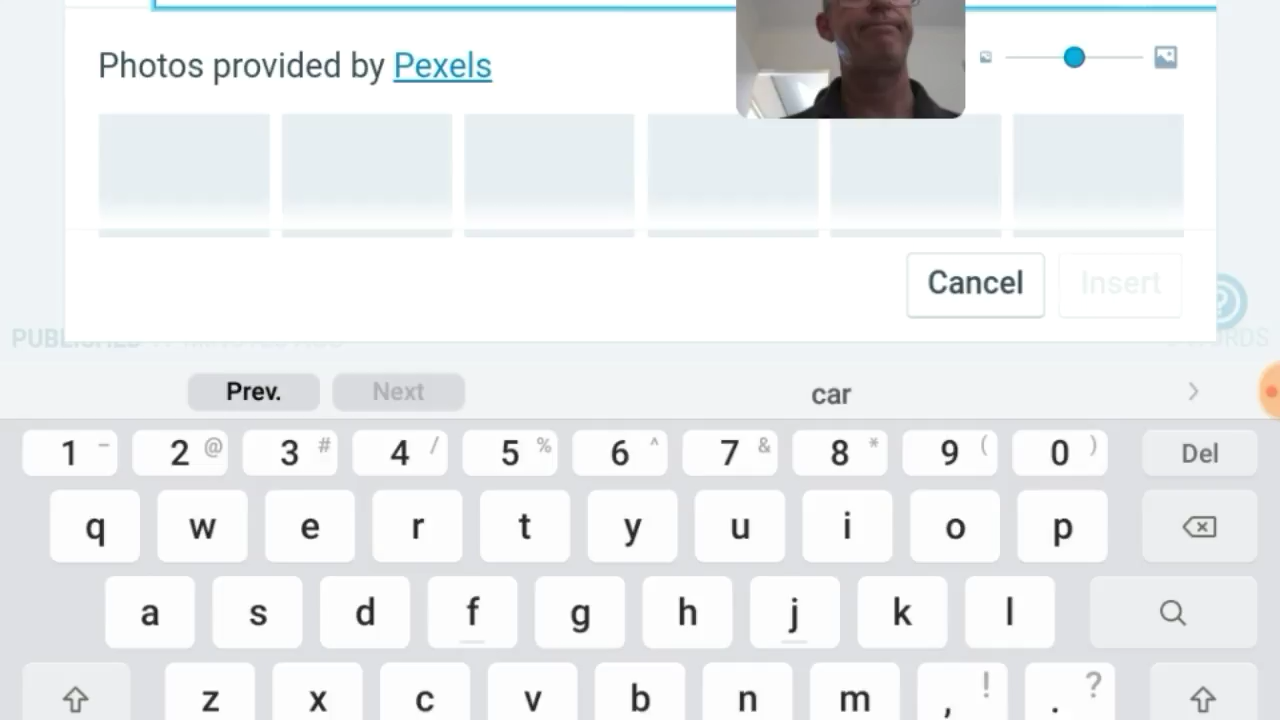 Photos provided by Pexels
Cancel
Insert
PUBLISHED
Prev.
Next
car
1 – 2 @ 3 # 4 / 5 % 6 ^ 7 & 8 * 9 ( 0 ) Del
q w e r t y u i o p
a s d f g h j k l
z x c v b n m , ! . ?